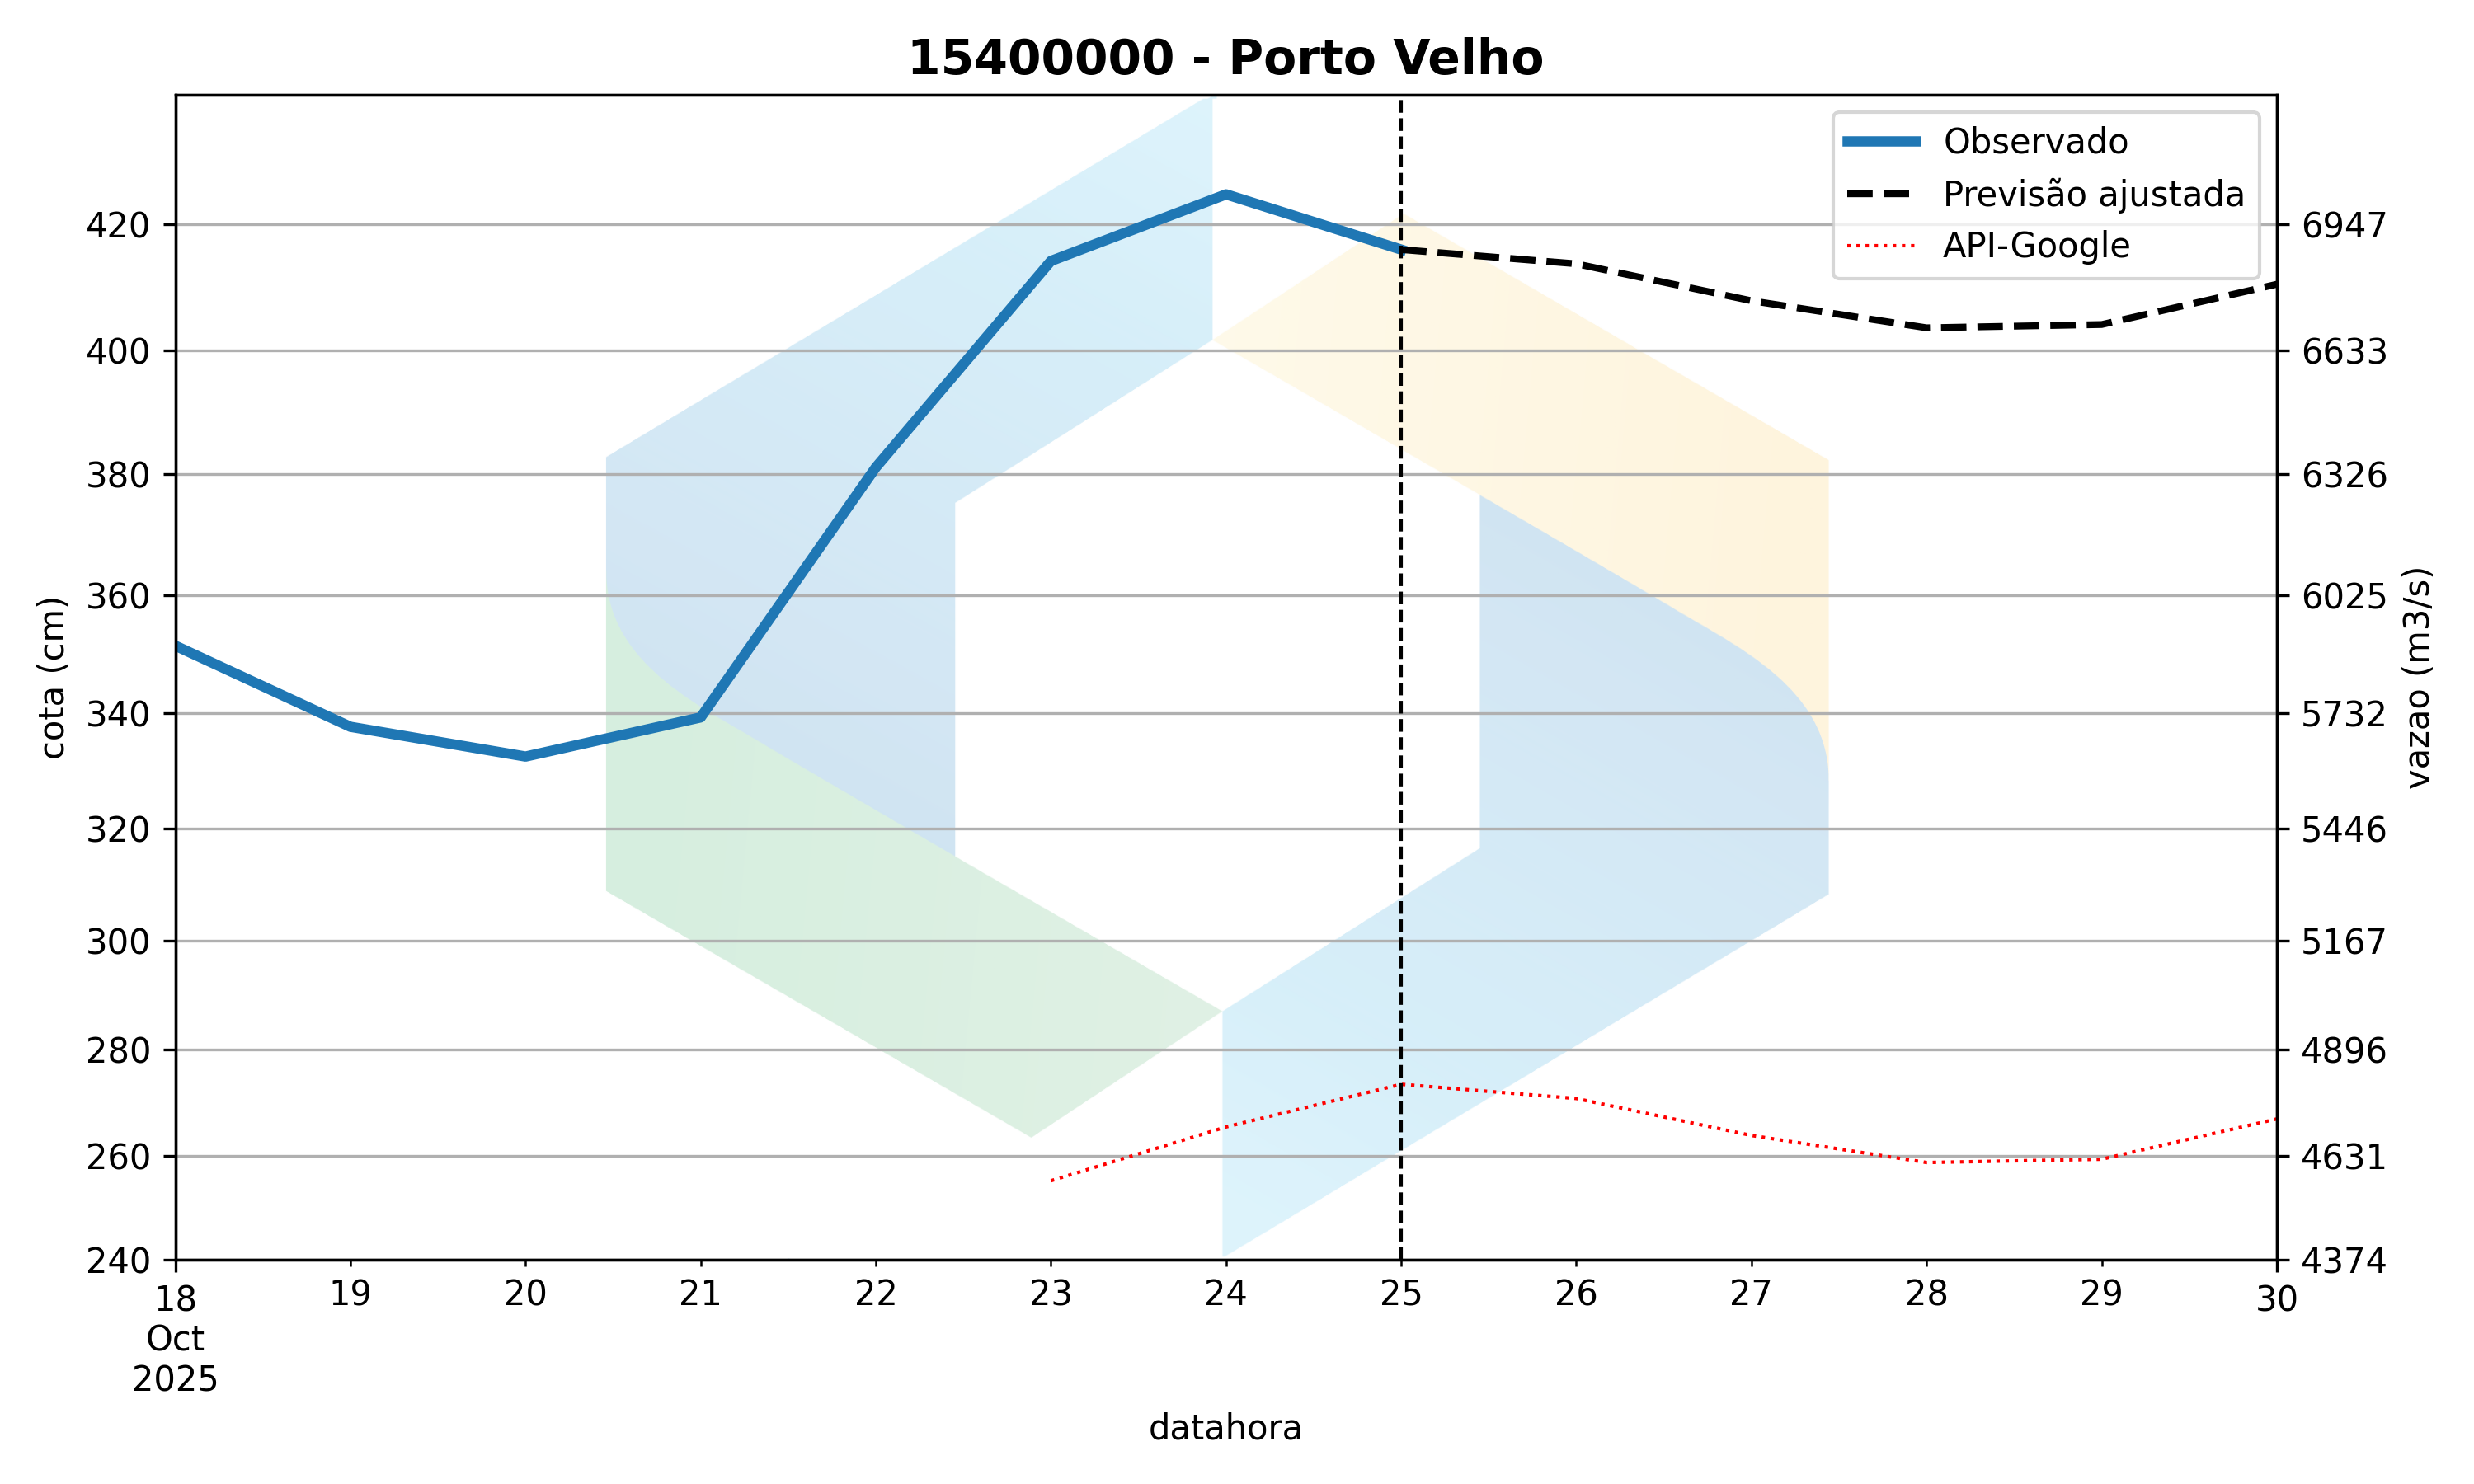 15400000 - Porto Velho
Observado
Previsão ajustada
API-Google
420
400
380
360
340
320
300
280
260
240
cota (cm)
6947
6633
6326
6025
5732
5446
5167
4896
4631
4374
vazao (m3/s)
18 19 20 21 22 23 24 25 26 27 28 29 30
Oct
2025
datahora